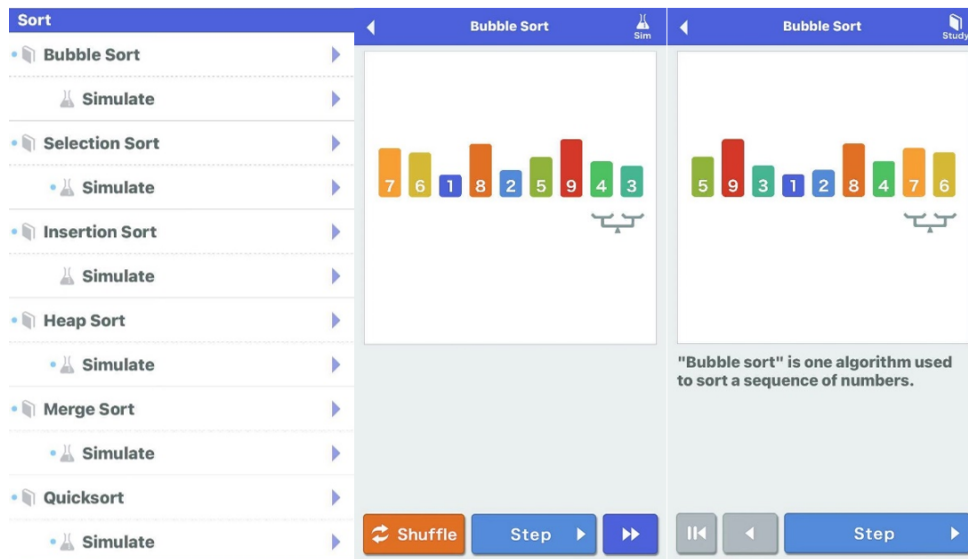 Sort
Bubble Sort
Simulate
Selection Sort
Simulate
Insertion Sort
Simulate
Heap Sort
Simulate
Merge Sort
Simulate
Quicksort
Simulate
Bubble Sort
Sim
7 6 1 8 2 5 9 4 3
Shuffle
Step
Bubble Sort
Study
5 9 3 1 2 8 4 7 6
"Bubble sort" is one algorithm used
to sort a sequence of numbers.
Step